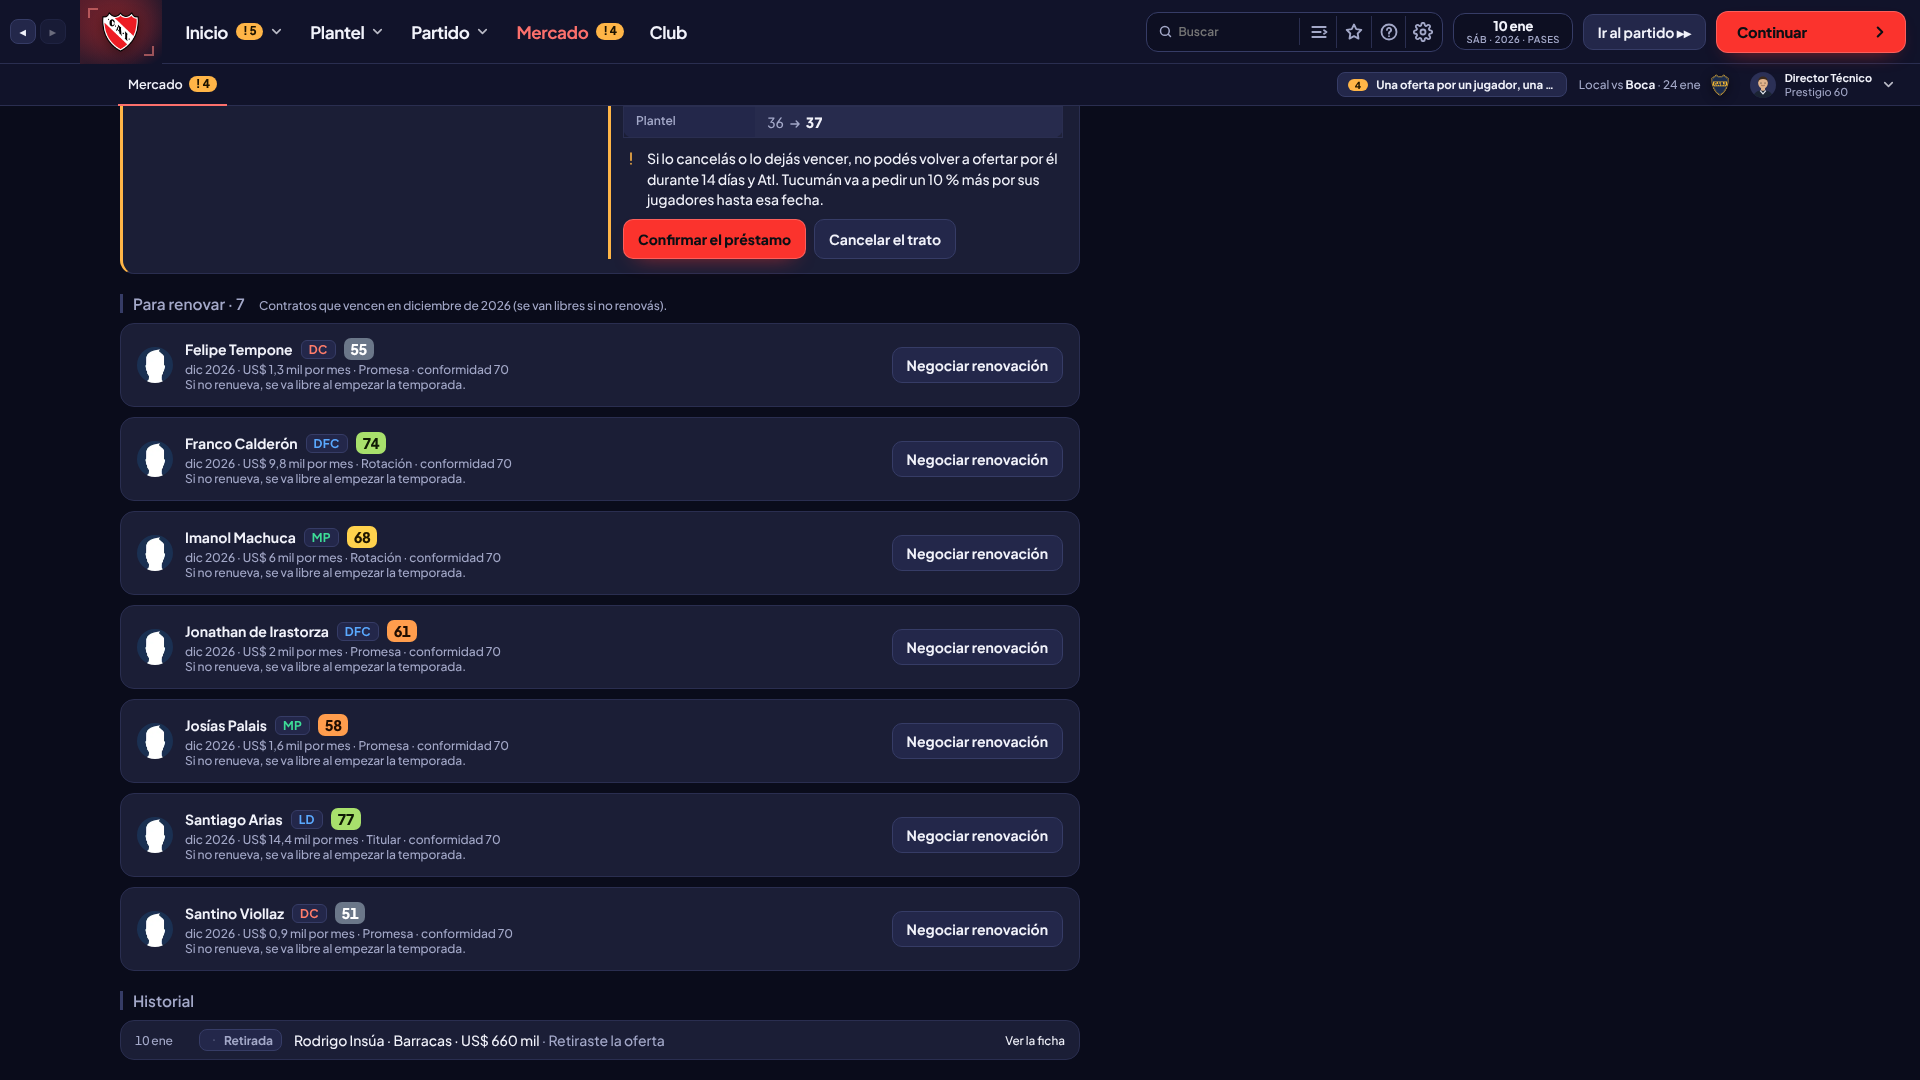 Inicio ! 5
Plantel
Partido
Mercado ! 4
Club
Buscar
10 ene
SÁB · 2026 · PASES
Ir al partido ▸▸
Continuar
Mercado ! 4
4 Una oferta por un jugador, una ...
Local vs Boca · 24 ene
Director Técnico
Prestigio 60
Plantel 36 → 37
! Si lo cancelás o lo dejás vencer, no podés volver a ofertar por él
durante 14 días y Atl. Tucumán va a pedir un 10 % más por sus
jugadores hasta esa fecha.
Confirmar el préstamo
Cancelar el trato
Para renovar · 7 Contratos que vencen en diciembre de 2026 (se van libres si no renovás).
Felipe Tempone DC 55
dic 2026 · US$ 1,3 mil por mes · Promesa · conformidad 70
Si no renueva, se va libre al empezar la temporada.
Negociar renovación
Franco Calderón DFC 74
dic 2026 · US$ 9,8 mil por mes · Rotación · conformidad 70
Si no renueva, se va libre al empezar la temporada.
Negociar renovación
Imanol Machuca MP 68
dic 2026 · US$ 6 mil por mes · Rotación · conformidad 70
Si no renueva, se va libre al empezar la temporada.
Negociar renovación
Jonathan de Irastorza DFC 61
dic 2026 · US$ 2 mil por mes · Promesa · conformidad 70
Si no renueva, se va libre al empezar la temporada.
Negociar renovación
Josías Palais MP 58
dic 2026 · US$ 1,6 mil por mes · Promesa · conformidad 70
Si no renueva, se va libre al empezar la temporada.
Negociar renovación
Santiago Arias LD 77
dic 2026 · US$ 14,4 mil por mes · Titular · conformidad 70
Si no renueva, se va libre al empezar la temporada.
Negociar renovación
Santino Viollaz DC 51
dic 2026 · US$ 0,9 mil por mes · Promesa · conformidad 70
Si no renueva, se va libre al empezar la temporada.
Negociar renovación
Historial
10 ene · Retirada Rodrigo Insúa · Barracas · US$ 660 mil · Retiraste la oferta Ver la ficha